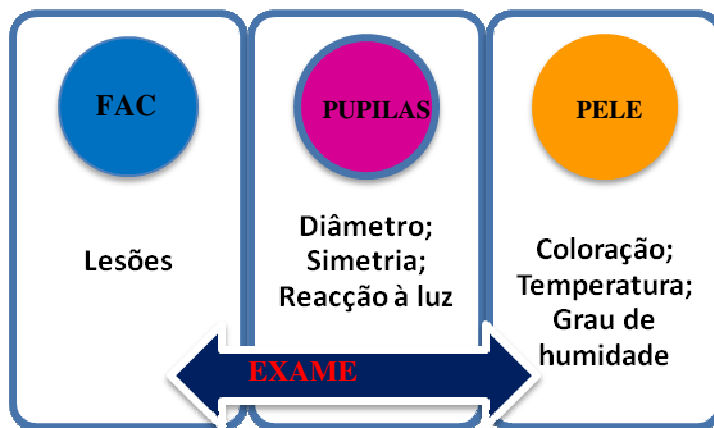 FAC
Lesões
PUPILAS
Diâmetro;
Simetria;
Reacção à luz
PELE
Coloração;
Temperatura;
Grau de
humidade
EXAME